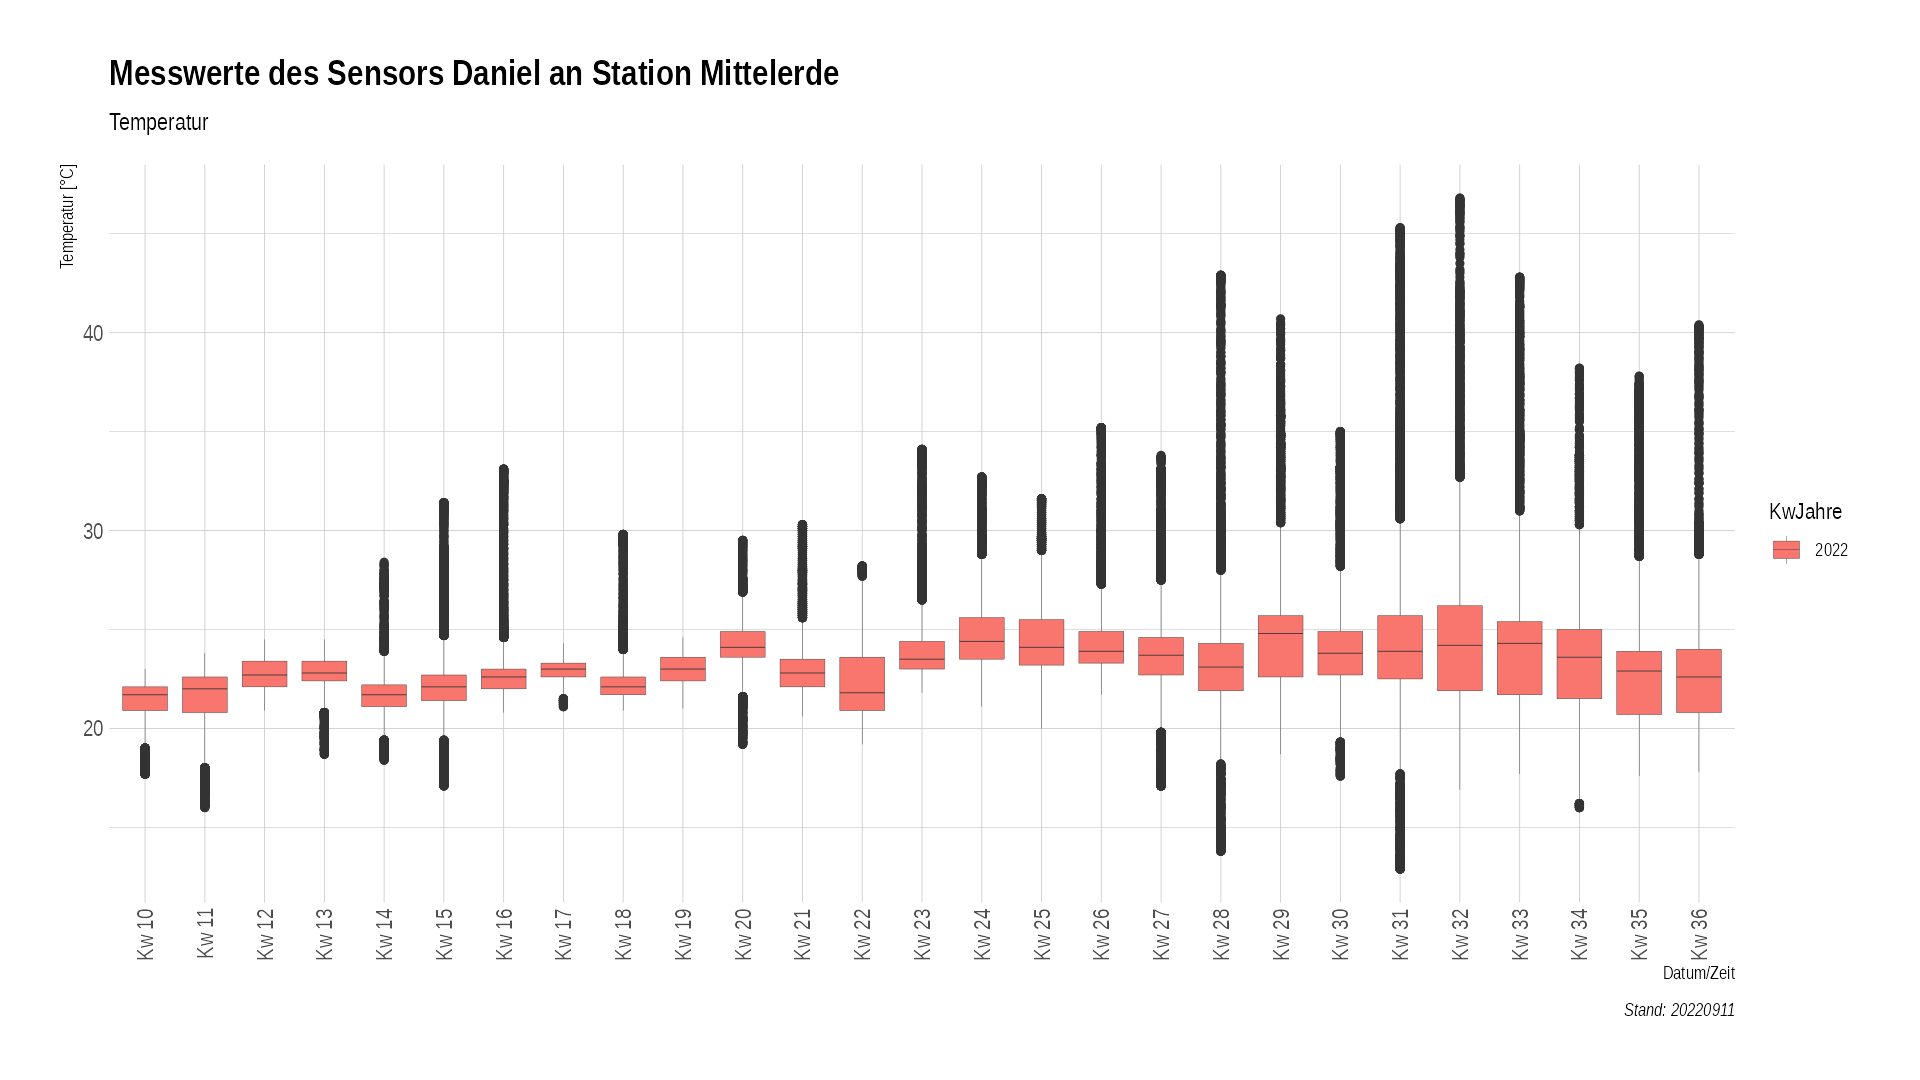 Messwerte des Sensors Daniel an Station Mittelerde
Temperatur
Temperatur [°C]
40
30
20
Kw 10
Kw 11
Kw 12
Kw 13
Kw 14
Kw 15
Kw 16
Kw 17
Kw 18
Kw 19
Kw 20
Kw 21
Kw 22
Kw 23
Kw 24
Kw 25
Kw 26
Kw 27
Kw 28
Kw 29
Kw 30
Kw 31
Kw 32
Kw 33
Kw 34
Kw 35
Kw 36
Datum/Zeit
KwJahre
2022
Stand: 20220911